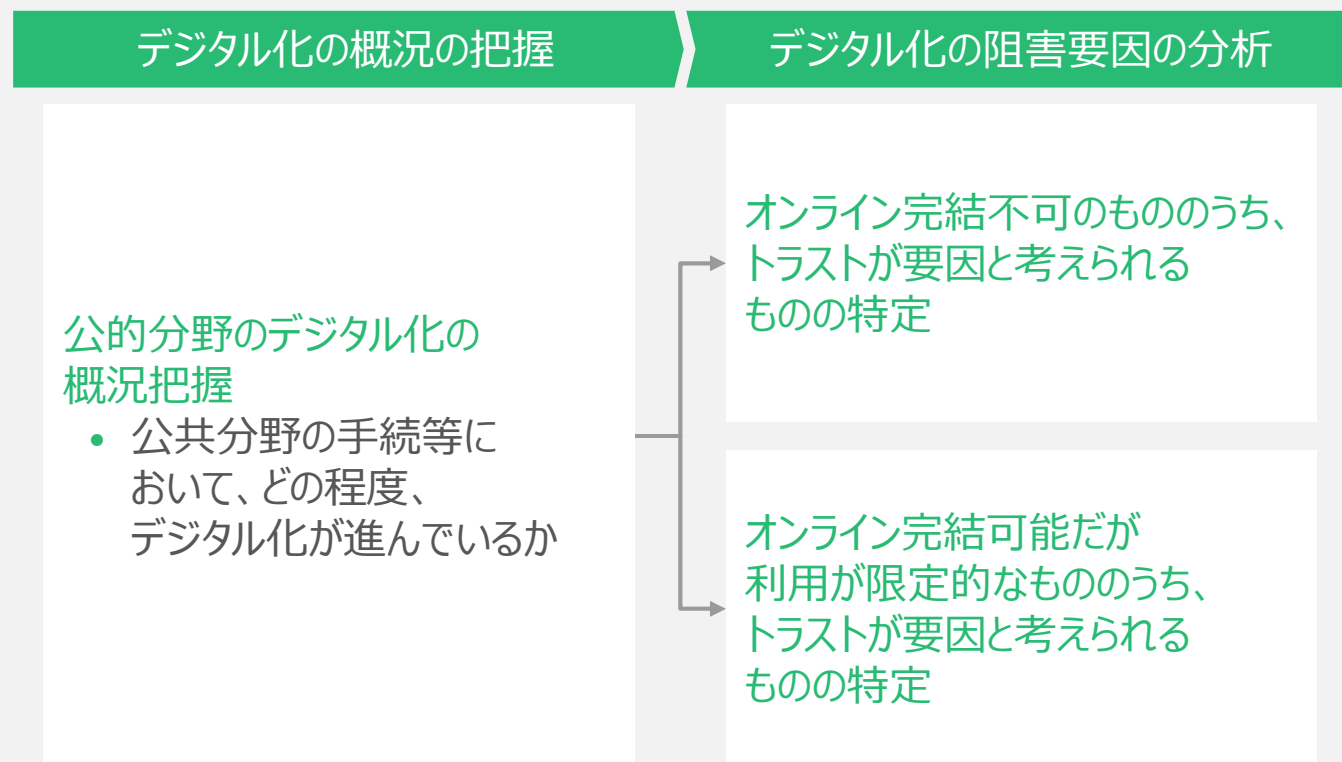 デジタル化の概況の把握
デジタル化の阻害要因の分析
公的分野のデジタル化の
概況把握
• 公共分野の手続等に
おいて、どの程度、
デジタル化が進んでいるか
オンライン完結不可のもののうち、
トラストが要因と考えられる
ものの特定
オンライン完結可能だが
利用が限定的なもののうち、
トラストが要因と考えられる
ものの特定